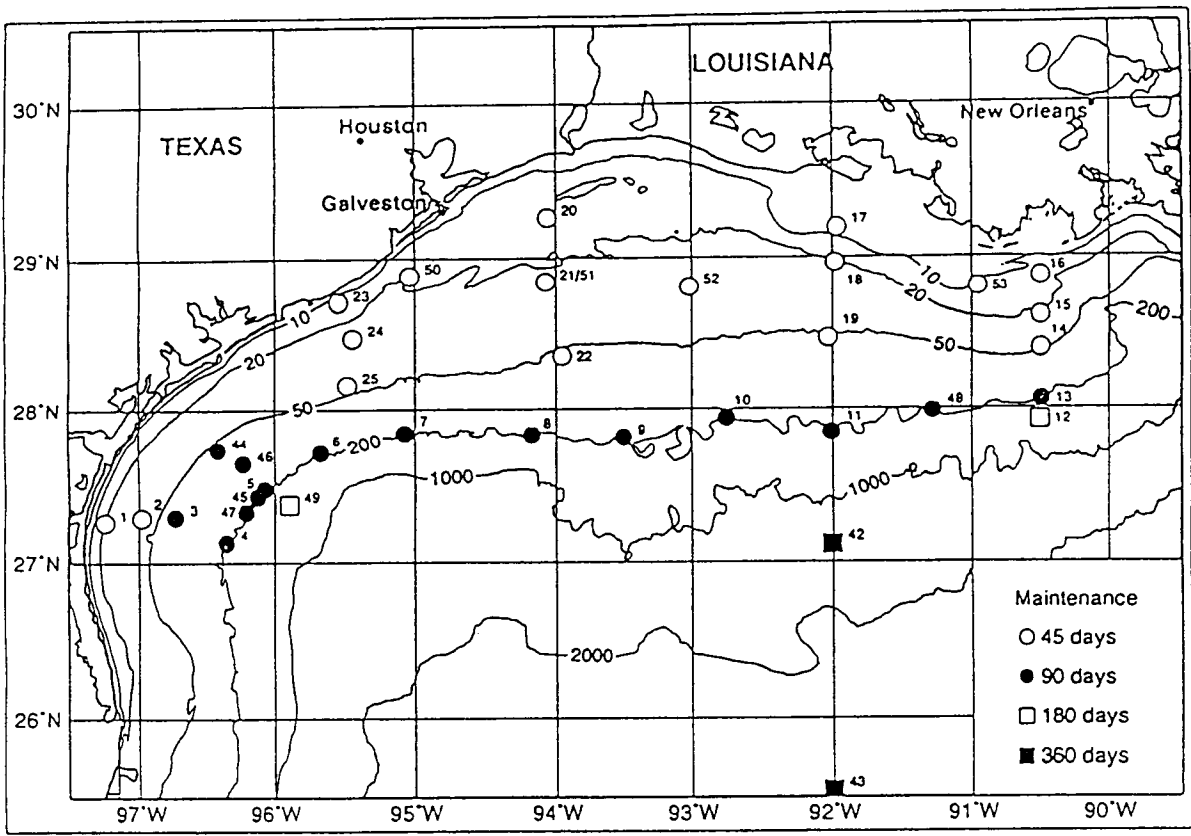 LOUISIANA
30°N
New Orleans
Houston
TEXAS
Galveston
20
17
29°N
50
21/51
52
18
10
53
16
23
20
15
200
10
24
19
50
14
20
22
25
28°N
50
10
48
13
12
7
8
9
11
44
6
200
46
1000
1000
5
45
49
47
1
2
3
4
42
27°N
Maintenance
45 days
90 days
180 days
360 days
2000
26°N
43
97°W
96°W
95°W
94°W
93°W
92°W
91°W
90°W